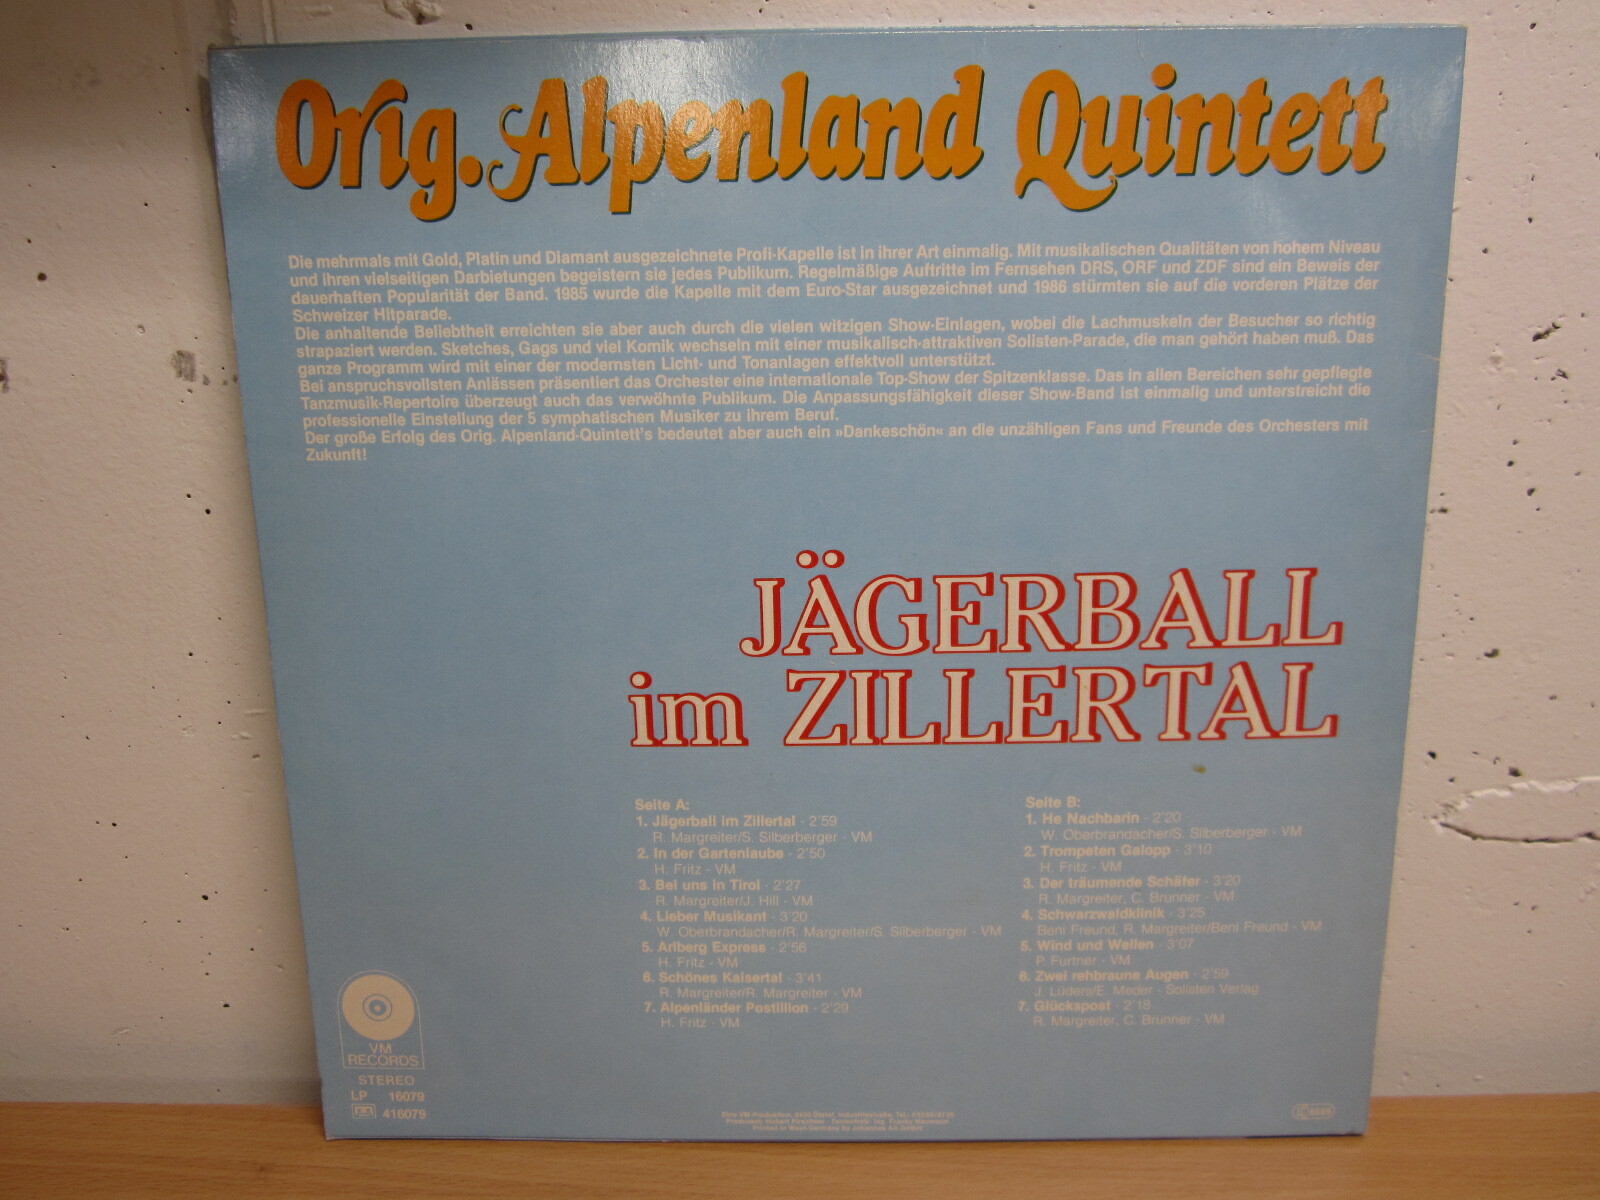 Orig. Alpenland Quintett
Die mehrmals mit Gold, Platin und Diamant ausgezeichnete Profi-Kapelle ist in ihrer Art einmalig. Mit musikalischen Qualitäten von hohem Niveau
und ihren vielseitigen Darbietungen begeistern sie jedes Publikum. Regelmäßige Auftritte im Fernsehen DRS, ORF und ZDF sind ein Beweis der
dauerhaften Popularität der Band. 1985 wurde die Kapelle mit dem Euro-Star ausgezeichnet und 1986 stürmten sie auf die vorderen Plätze der
Schweizer Hitparade.
Die anhaltende Beliebtheit erreichten sie aber auch durch die vielen witzigen Show-Einlagen, wobei die Lachmuskeln der Besucher so richtig
strapaziert werden. Sketches, Gags und viel Komik wechseln mit einer musikalisch-attraktiven Solisten-Parade, die man gehört haben muß. Das
ganze Programm wird mit einer der modernsten Licht- und Tonanlagen effektvoll unterstützt.
Bei anspruchsvollsten Anlässen präsentiert das Orchester eine internationale Top-Show der Spitzenklasse. Das in allen Bereichen sehr gepflegte
Tanzmusik-Repertoire überzeugt auch das verwöhnte Publikum. Die Anpassungsfähigkeit dieser Show-Band ist einmalig und unterstreicht die
professionelle Einstellung der 5 symphatischen Musiker zu ihrem Beruf.
Der große Erfolg des Orig. Alpenland-Quintett's bedeutet aber auch ein »Dankeschön« an die unzähligen Fans und Freunde des Orchesters mit
Zukunft!
JÄGERBALL
im ZILLERTAL
Seite A:
1. Jägerball im Zillertal - 2'59
R. Margreiter/S. Silberberger - VM
2. In der Gartenlaube - 2'50
H. Fritz - VM
3. Bei uns in Tirol - 2'27
R. Margreiter/J. Hill - VM
4. Lieber Musikant - 3'20
W. Oberbrandacher/R. Margreiter/S. Silberberger - VM
5. Arlberg Express - 2'56
H. Fritz - VM
6. Schönes Kaisertal - 3'41
R. Margreiter/R. Margreiter - VM
7. Alpenländer Postillion - 2'29
H. Fritz - VM
Seite B:
1. He Nachbarin - 2'20
W. Oberbrandacher/S. Silberberger - VM
2. Trompeten Galopp - 3'10
H. Fritz - VM
3. Der träumende Schäfer - 3'20
R. Margreiter, C. Brunner - VM
4. Schwarzwaldklinik - 3'25
Beni Freund, R. Margreiter/Beni Freund - VM
5. Wind und Wellen - 3'07
P. Furtner - VM
6. Zwei rehbraune Augen - 2'59
J. Lüders/E. Meder - Solisten Verlag
7. Glückspost - 2'18
R. Margreiter, C. Brunner - VM
VM
RECORDS
STEREO
LP 16079
416079
Eine VM-Produktion,
Printed in West-Germany by